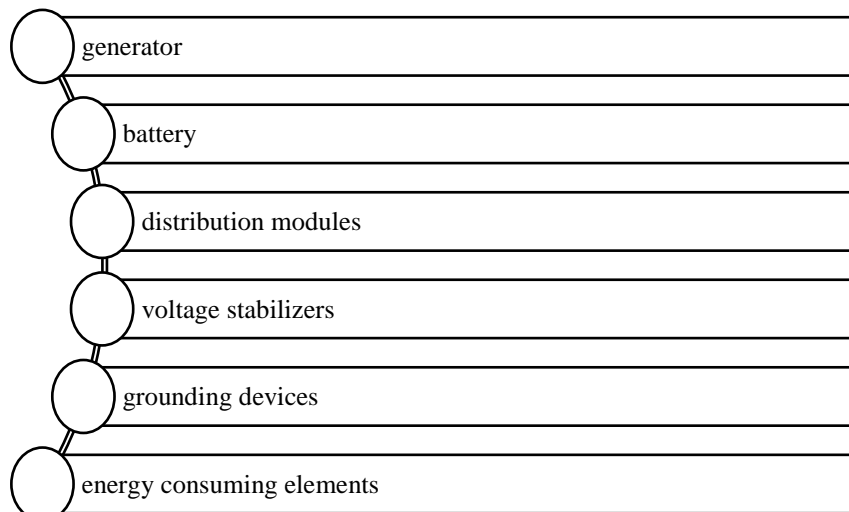 generator
battery
distribution modules
voltage stabilizers
grounding devices
energy consuming elements